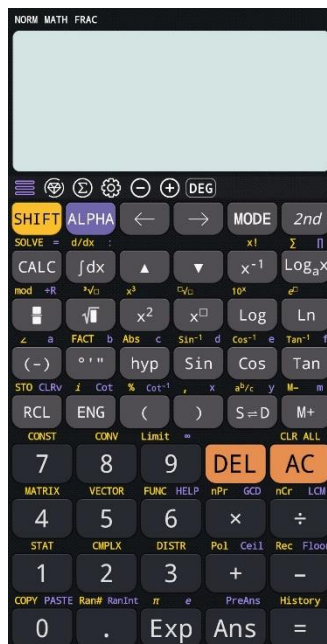 NORM MATH FRAC
DEG
SHIFT ALPHA ← → MODE 2nd
SOLVE = d/dx : x! Σ Π
CALC ∫dx ▲ ▼ x⁻¹ Logₐx
mod ÷R ³√□ x³ □√□ 10ˣ e□
√□ x² x□ Log Ln
∠ a FACT b Abs c Sin⁻¹ d Cos⁻¹ e Tan⁻¹ f
(−) °'" hyp Sin Cos Tan
STO CLRv i Cot % Cot⁻¹ , x aᵇ/c y M− m
RCL ENG ( ) S⇌D M+
CONST CONV Limit ∞ CLR ALL
7 8 9 DEL AC
MATRIX VECTOR FUNC HELP nPr GCD nCr LCM
4 5 6 × ÷
STAT CMPLX DISTR Pol Ceil Rec Floo
1 2 3 + −
COPY PASTE Ran# RanInt π e PreAns History
0 . Exp Ans =